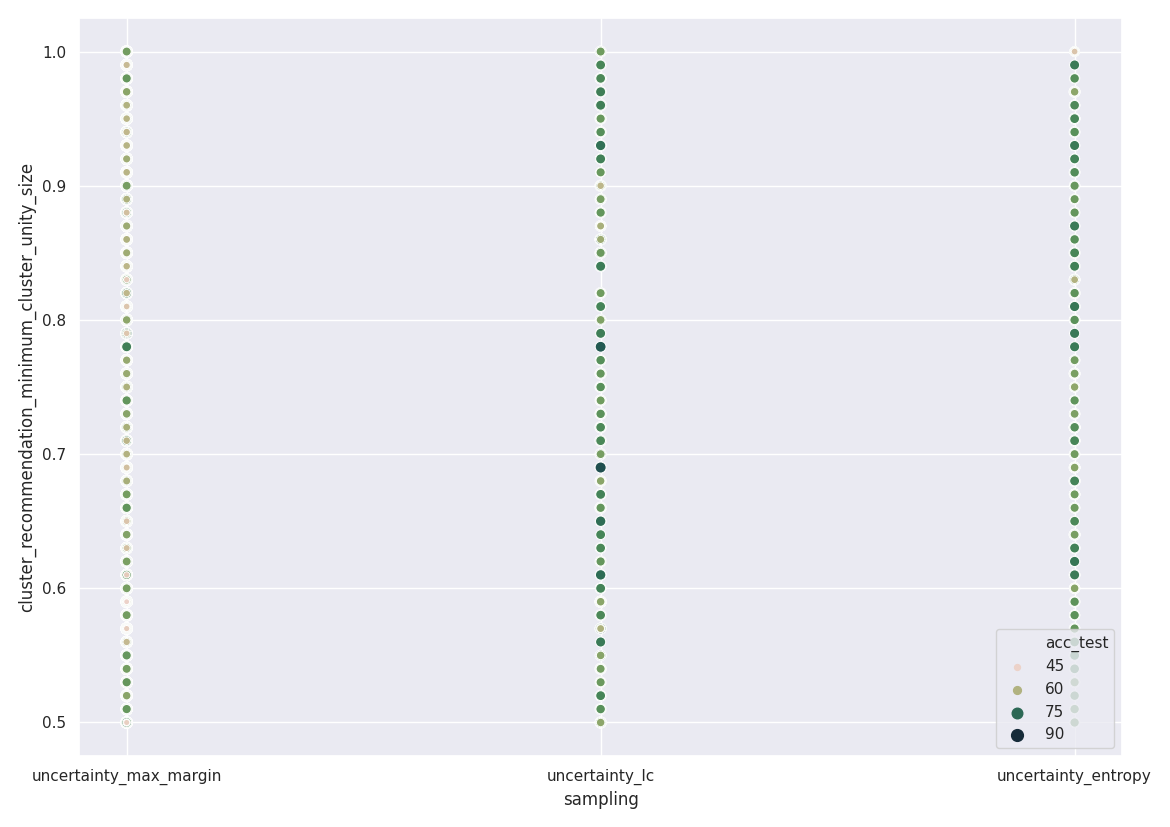 cluster_recommendation_minimum_cluster_unity_size
1.0
0.9
0.8
0.7
0.6
0.5
acc_test
45
60
75
90
uncertainty_max_margin
uncertainty_lc
uncertainty_entropy
sampling